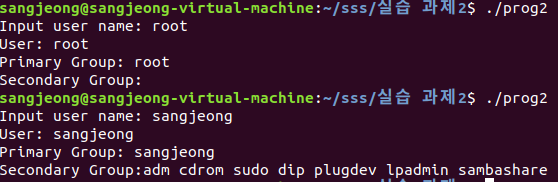 sangjeong@sangjeong-virtual-machine:~/sss/실습 과제2$ ./prog2
Input user name: root
User: root
Primary Group: root
Secondary Group:
sangjeong@sangjeong-virtual-machine:~/sss/실습 과제2$ ./prog2
Input user name: sangjeong
User: sangjeong
Primary Group: sangjeong
Secondary Group:adm cdrom sudo dip plugdev lpadmin sambashare